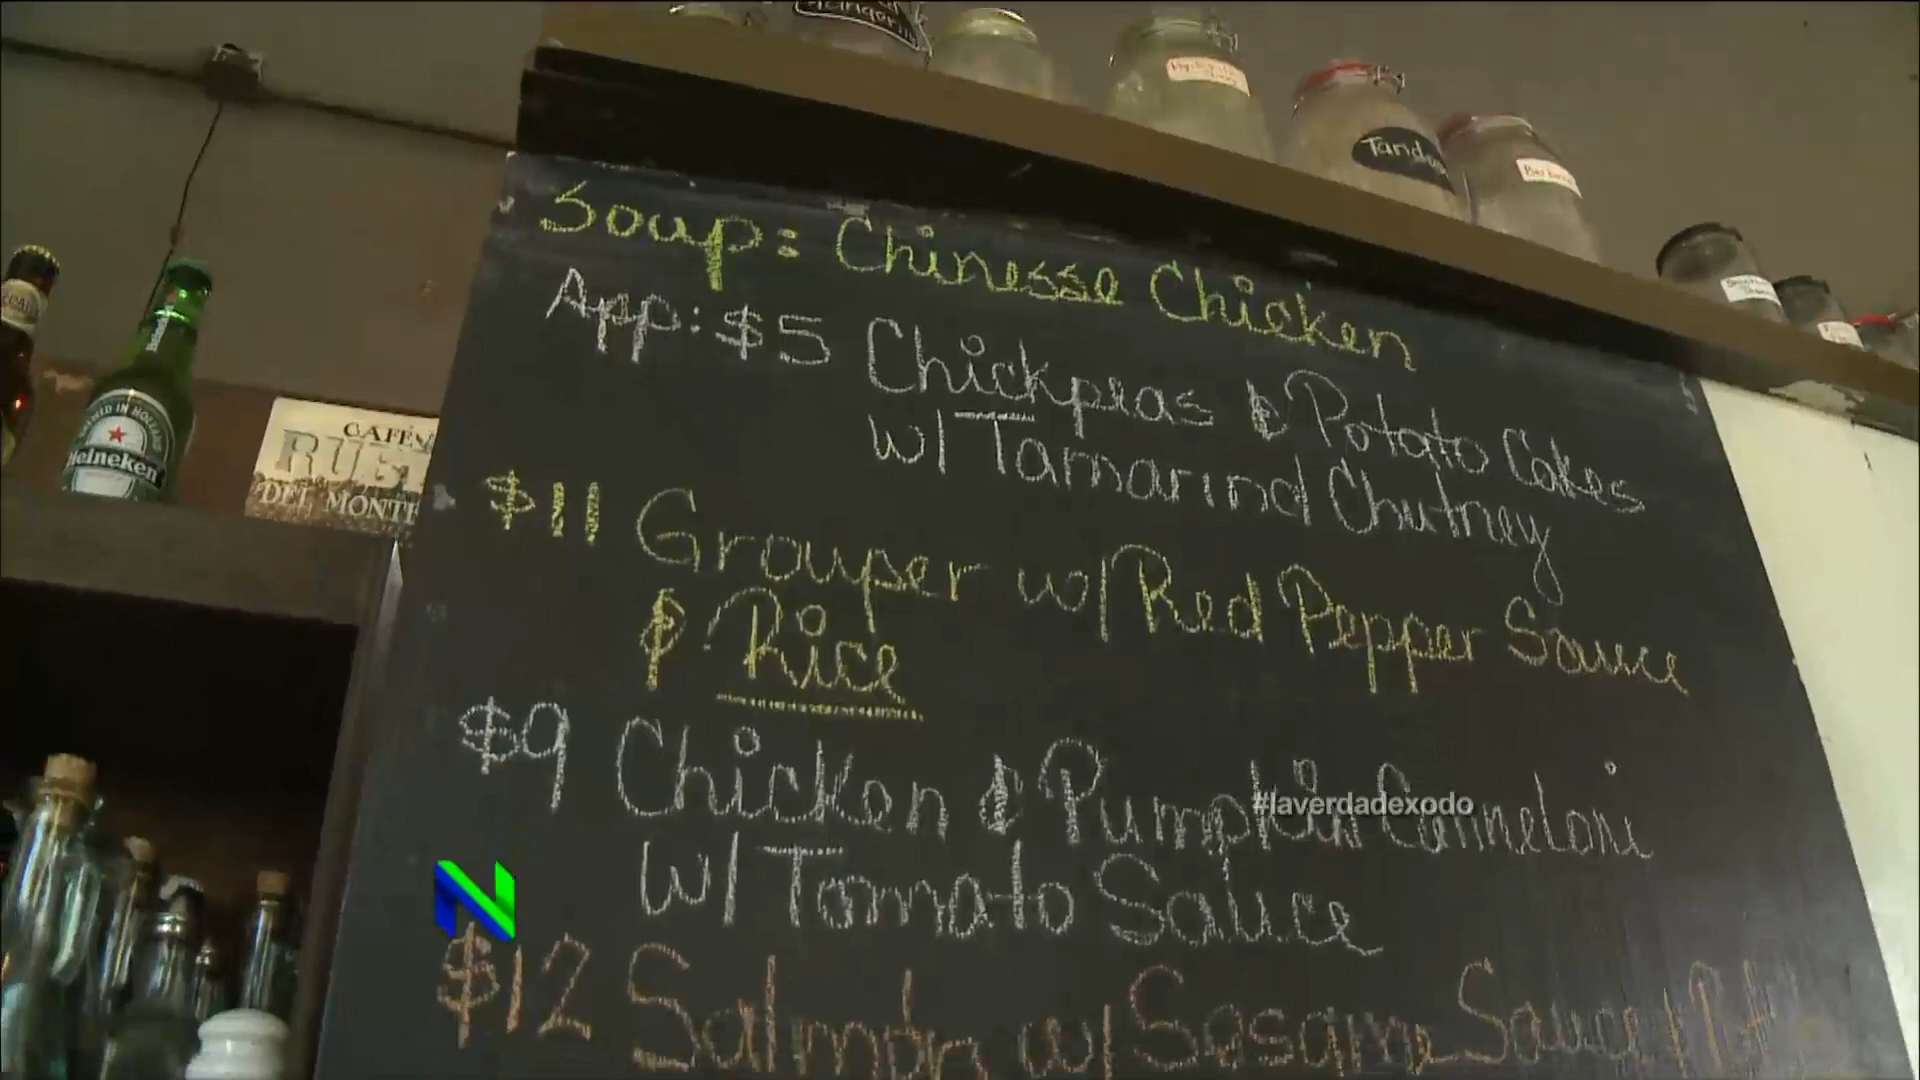 Soup: Chinesse Chicken
App: $5 Chickpeas & Potato Cakes
w/ Tamarind Chutney
$11 Grouper w/ Red Pepper Sauce
& Rice
$9 Chicken & Pumpkin Canneloni
w/ Tomato Sauce
$12 Salmon w/ Sesame Sauce
#laverdadexodo
N
Heineken
CAFÉ
DEL MONTE